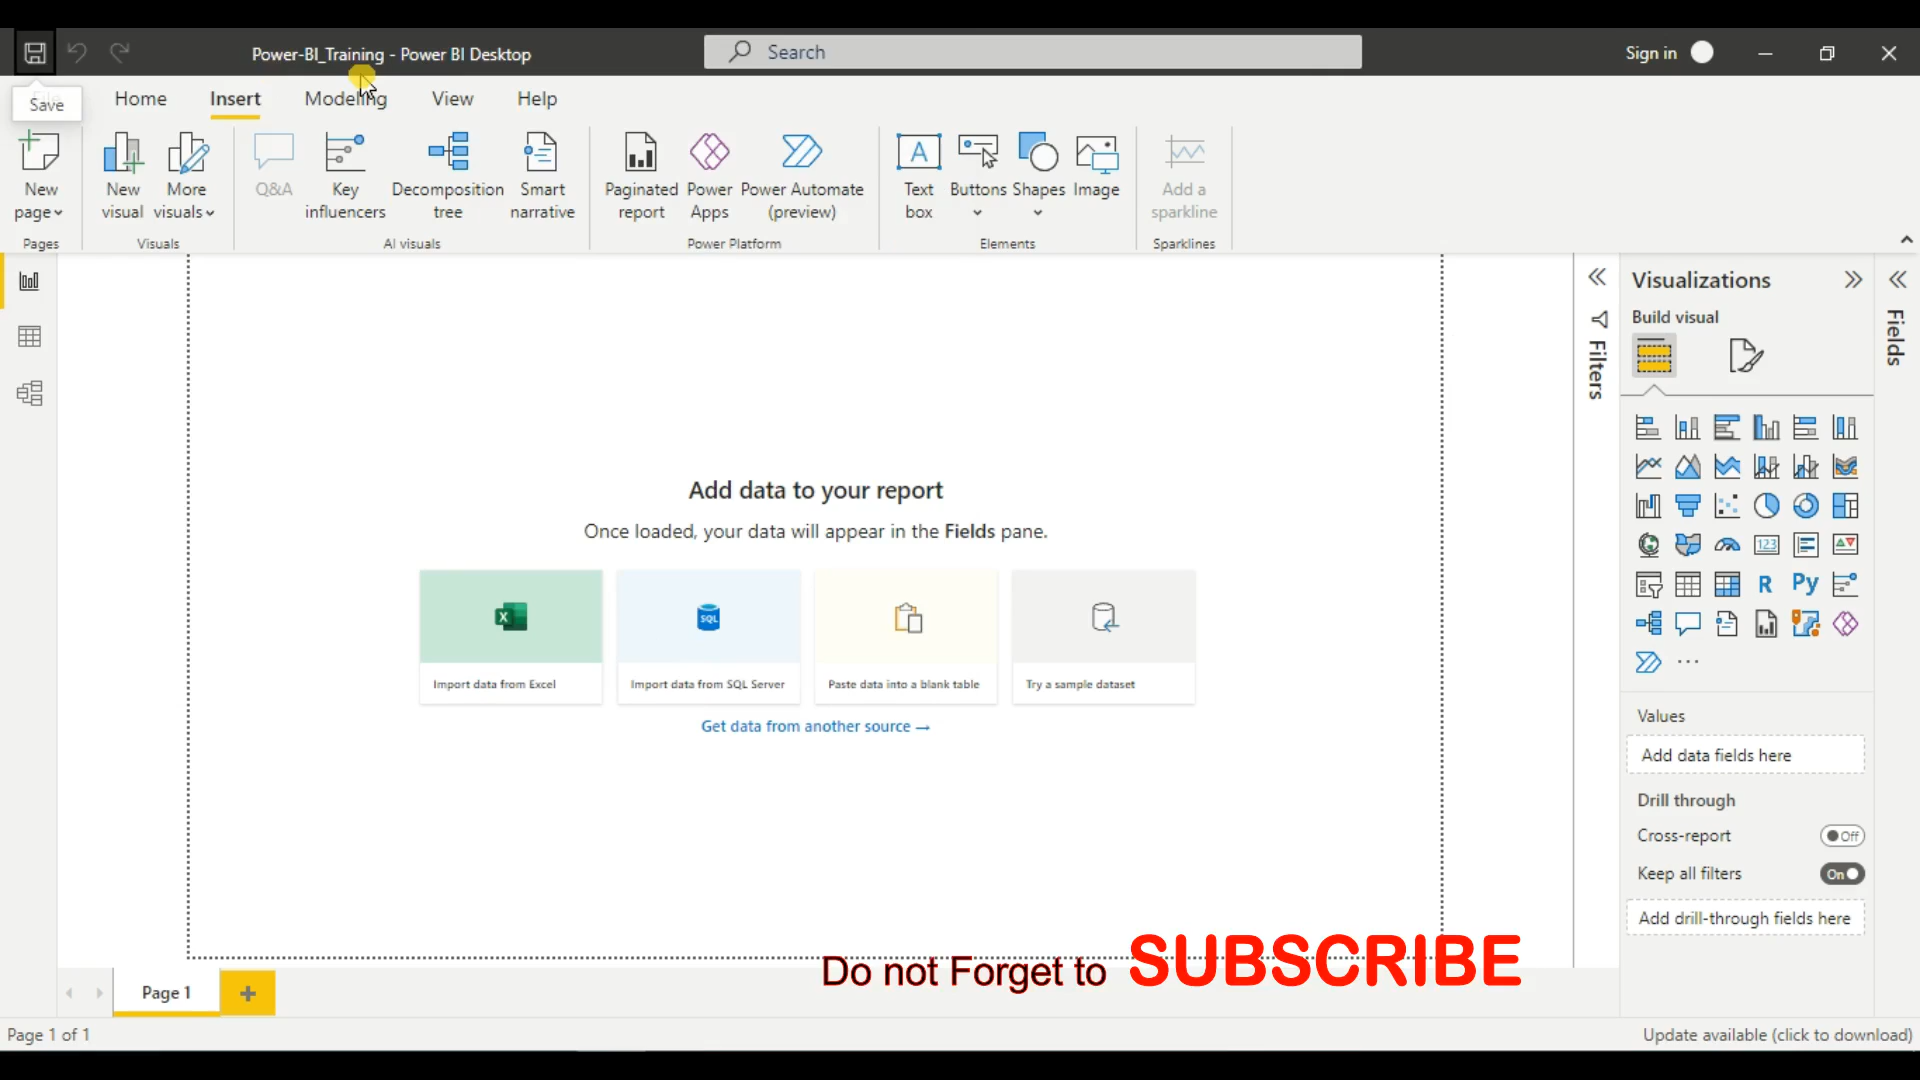 Power-BI_Training - Power BI Desktop
Search
Sign in
Save
Home
Insert
Modeling
View
Help
New page
New visual
More visuals
Q&A
Key influencers
Decomposition tree
Smart narrative
Paginated report
Power Apps
Power Automate (preview)
Text box
Buttons
Shapes
Image
Add a sparkline
Pages
Visuals
AI visuals
Power Platform
Elements
Sparklines
Add data to your report
Once loaded, your data will appear in the Fields pane.
X
SQL
Import data from Excel
Import data from SQL Server
Paste data into a blank table
Try a sample dataset
Get data from another source →
Filters
Visualizations
Build visual
123
R
Py
Values
Add data fields here
Drill through
Cross-report
Off
Keep all filters
On
Add drill-through fields here
Fields
Do not Forget to SUBSCRIBE
Page 1
Page 1 of 1
Update available (click to download)